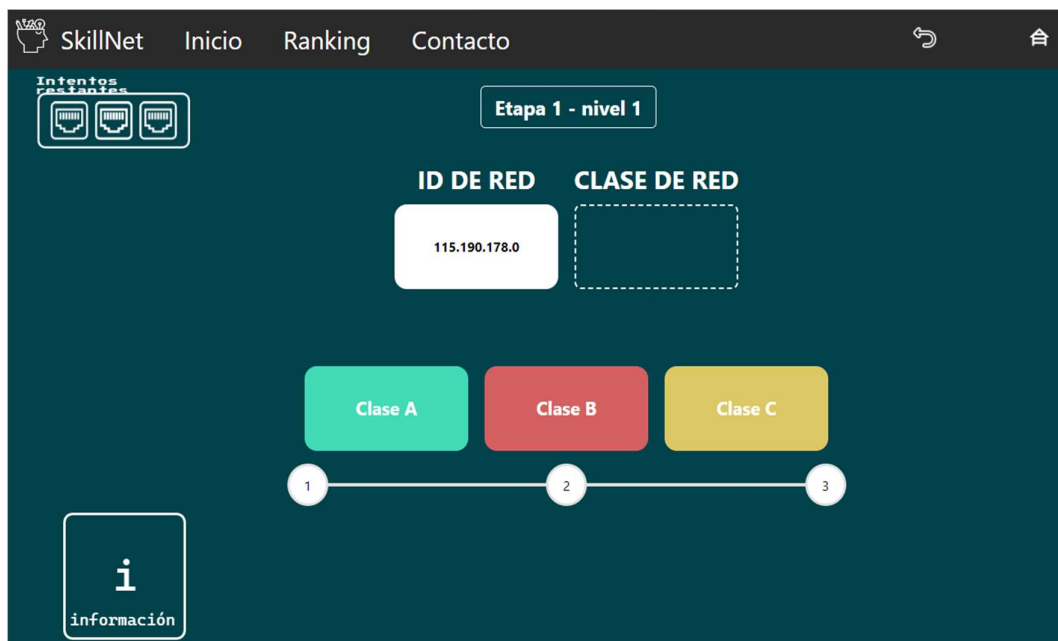 SkillNet Inicio Ranking Contacto
Intentos
restantes
Etapa 1 - nivel 1
ID DE RED CLASE DE RED
115.190.178.0
Clase A Clase B Clase C
1 2 3
i
información